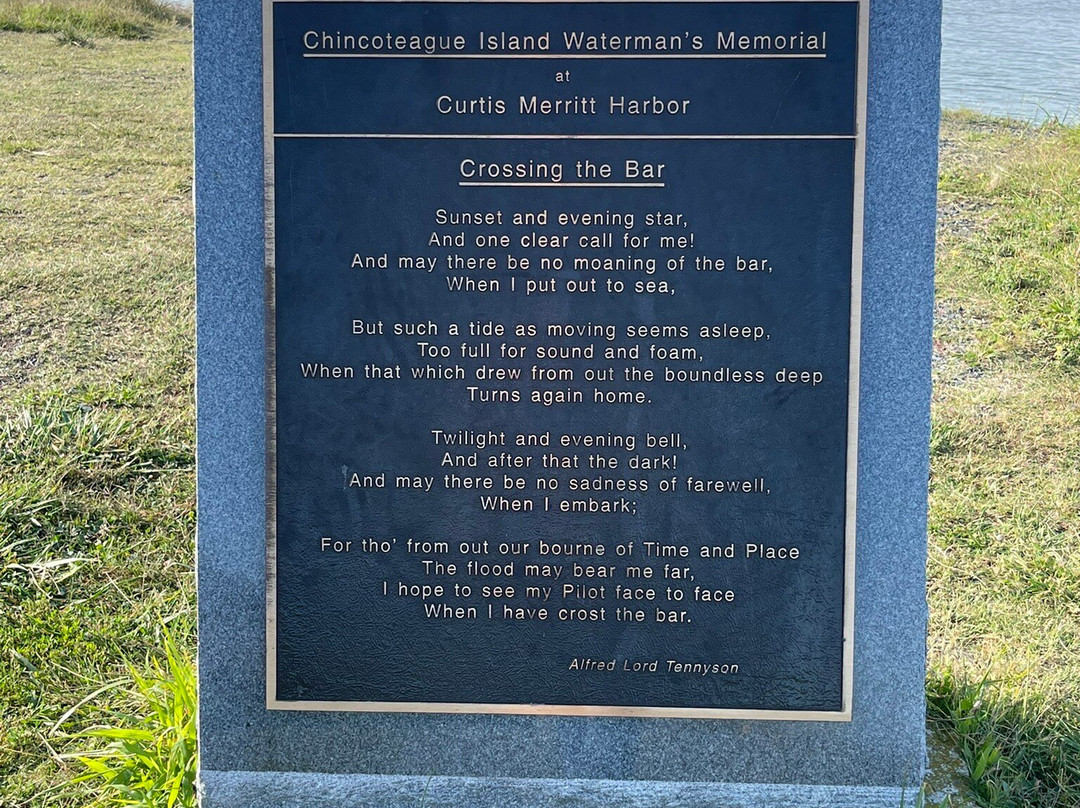 Chincoteague Island Waterman's Memorial
at
Curtis Merritt Harbor
Crossing the Bar
Sunset and evening star,
And one clear call for me!
And may there be no moaning of the bar,
When I put out to sea,
But such a tide as moving seems asleep,
Too full for sound and foam,
When that which drew from out the boundless deep
Turns again home.
Twilight and evening bell,
And after that the dark!
And may there be no sadness of farewell,
When I embark;
For tho' from out our bourne of Time and Place
The flood may bear me far,
I hope to see my Pilot face to face
When I have crost the bar.
Alfred Lord Tennyson